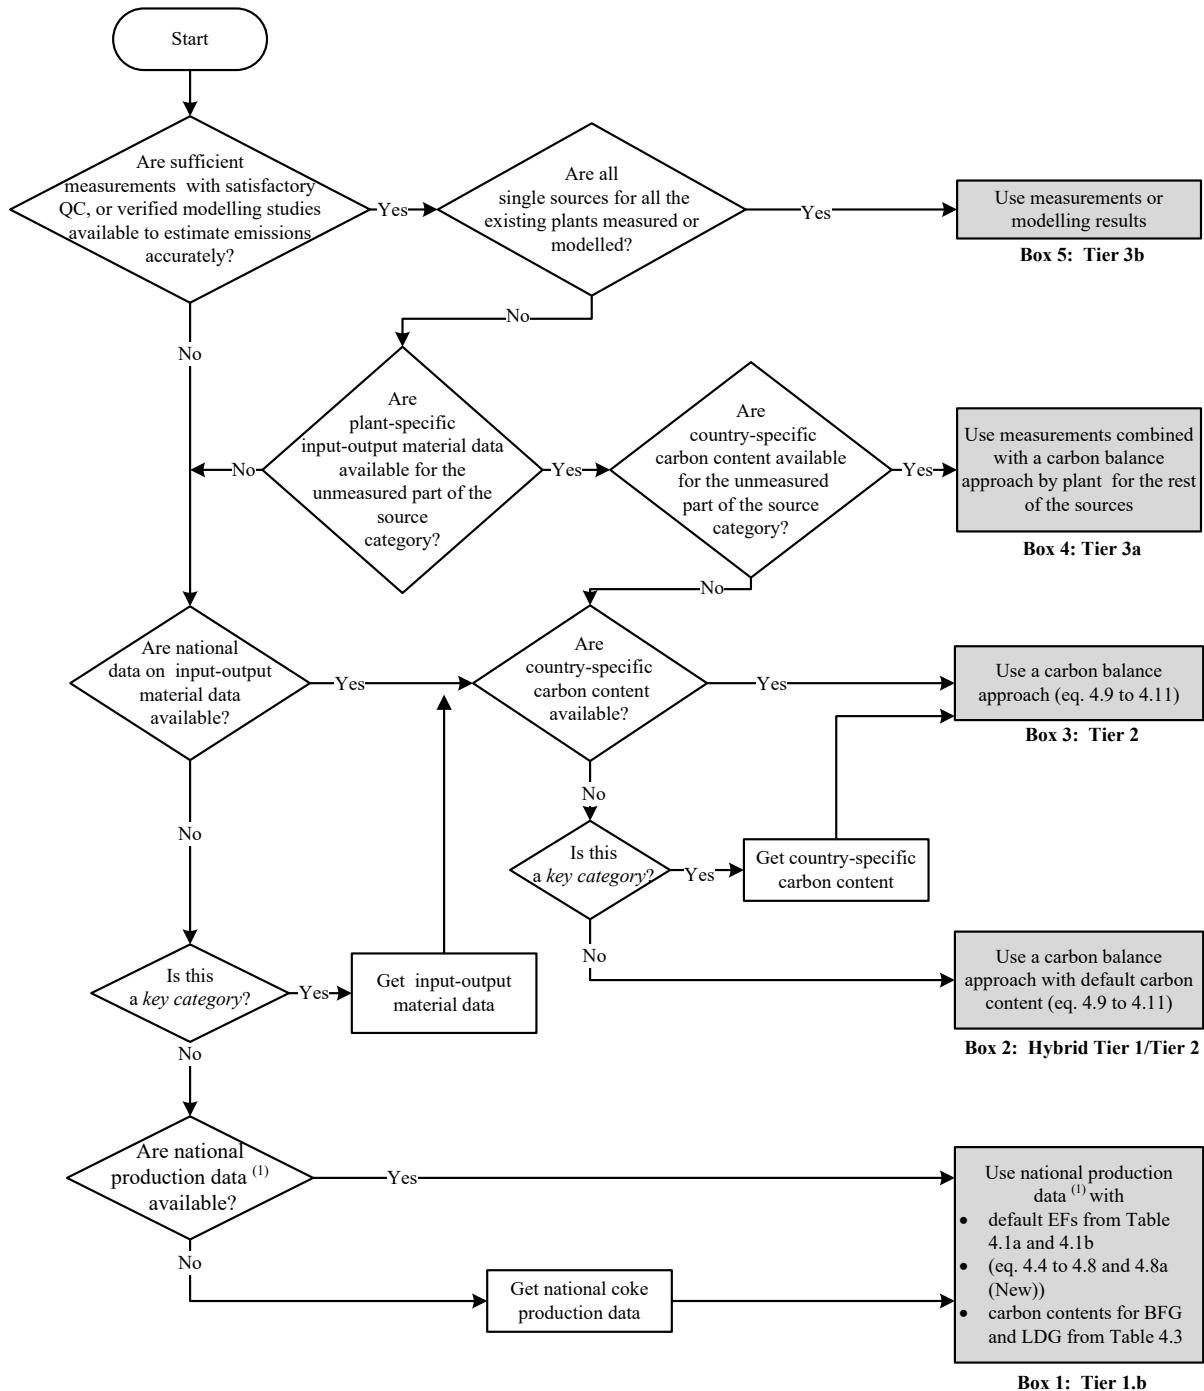 Start
Are sufficient
measurements with satisfactory
QC, or verified modelling studies
available to estimate emissions
accurately?
Yes
Are all
single sources for all the
existing plants measured or
modelled?
Yes
Use measurements or
modelling results
Box 5: Tier 3b
No
No
Are
plant-specific
input-output material data
available for the
unmeasured part of the
source
category?
No
Yes
Are
country-specific
carbon content available
for the unmeasured
part of the source
category?
Yes
Use measurements combined
with a carbon balance
approach by plant for the rest
of the sources
Box 4: Tier 3a
No
Are national
data on input-output
material data
available?
Yes
Are
country-specific
carbon content
available?
Yes
Use a carbon balance
approach (eq. 4.9 to 4.11)
Box 3: Tier 2
No
No
Is this
a key category?
Yes
Get country-specific
carbon content
No
Use a carbon balance
approach with default carbon
content (eq. 4.9 to 4.11)
Box 2: Hybrid Tier 1/Tier 2
Is this
a key category?
Yes
Get input-output
material data
No
Are national
production data (1)
available?
Yes
No
Get national coke
production data
Use national production
data (1) with
• default EFs from Table
4.1a and 4.1b
• (eq. 4.4 to 4.8 and 4.8a
(New))
• carbon contents for BFG
and LDG from Table 4.3
Box 1: Tier 1.b